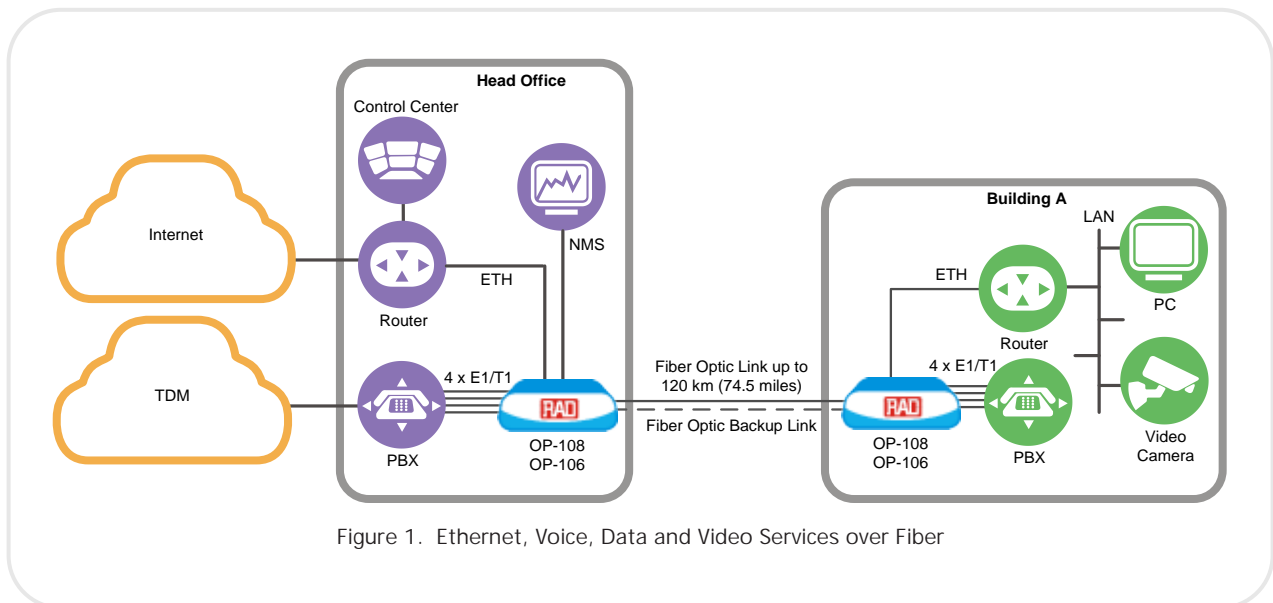 Head Office
Control Center
NMS
Internet
ETH
Router
TDM
4 x E1/T1
RAD
PBX
OP-108
OP-106
Fiber Optic Link up to
120 km (74.5 miles)
Fiber Optic Backup Link
Building A
LAN
ETH
PC
Router
4 x E1/T1
RAD
OP-108
OP-106
PBX
Video
Camera
Figure 1. Ethernet, Voice, Data and Video Services over Fiber